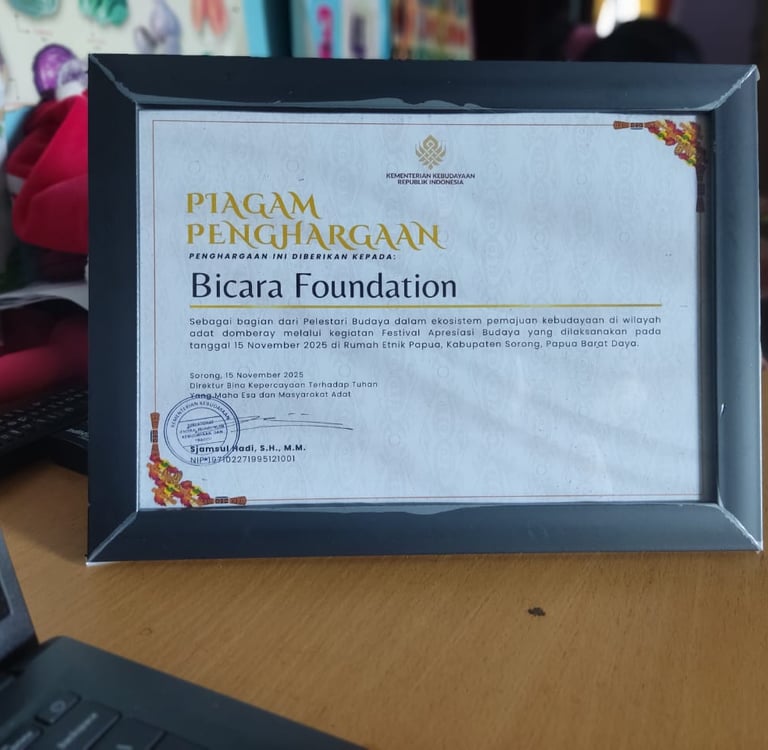 KEMENTERIAN KEBUDAYAAN
REPUBLIK INDONESIA
PIAGAM
PENGHARGAAN
PENGHARGAAN INI DIBERIKAN KEPADA:
Bicara Foundation
Sebagai bagian dari Pelestari Budaya dalam ekosistem pemajuan kebudayaan di wilayah
adat domberay melalui kegiatan Festival Apresiasi Budaya yang dilaksanakan pada
tanggal 15 November 2025 di Rumah Etnik Papua, Kabupaten Sorong, Papua Barat Daya.
Sorong, 15 November 2025
Direktur Bina Kepercayaan Terhadap Tuhan
Yang Maha Esa dan Masyarakat Adat
KEMENTERIAN KEBUDAYAAN
Sjamsul Hadi, S.H., M.M.
NIP 197102271995121001